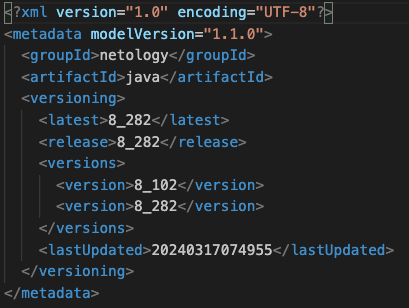 <?xml version="1.0" encoding="UTF-8"?>
<metadata modelVersion="1.1.0">
  <groupId>netology</groupId>
  <artifactId>java</artifactId>
  <versioning>
    <latest>8_282</latest>
    <release>8_282</release>
    <versions>
      <version>8_102</version>
      <version>8_282</version>
    </versions>
    <lastUpdated>20240317074955</lastUpdated>
  </versioning>
</metadata>